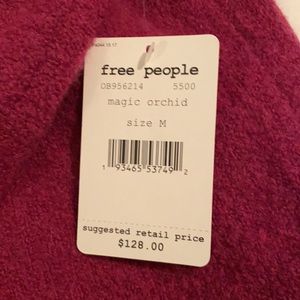 free people
OB956214 5500
magic orchid
size M
1 93465 53749 2
suggested retail price
$128.00